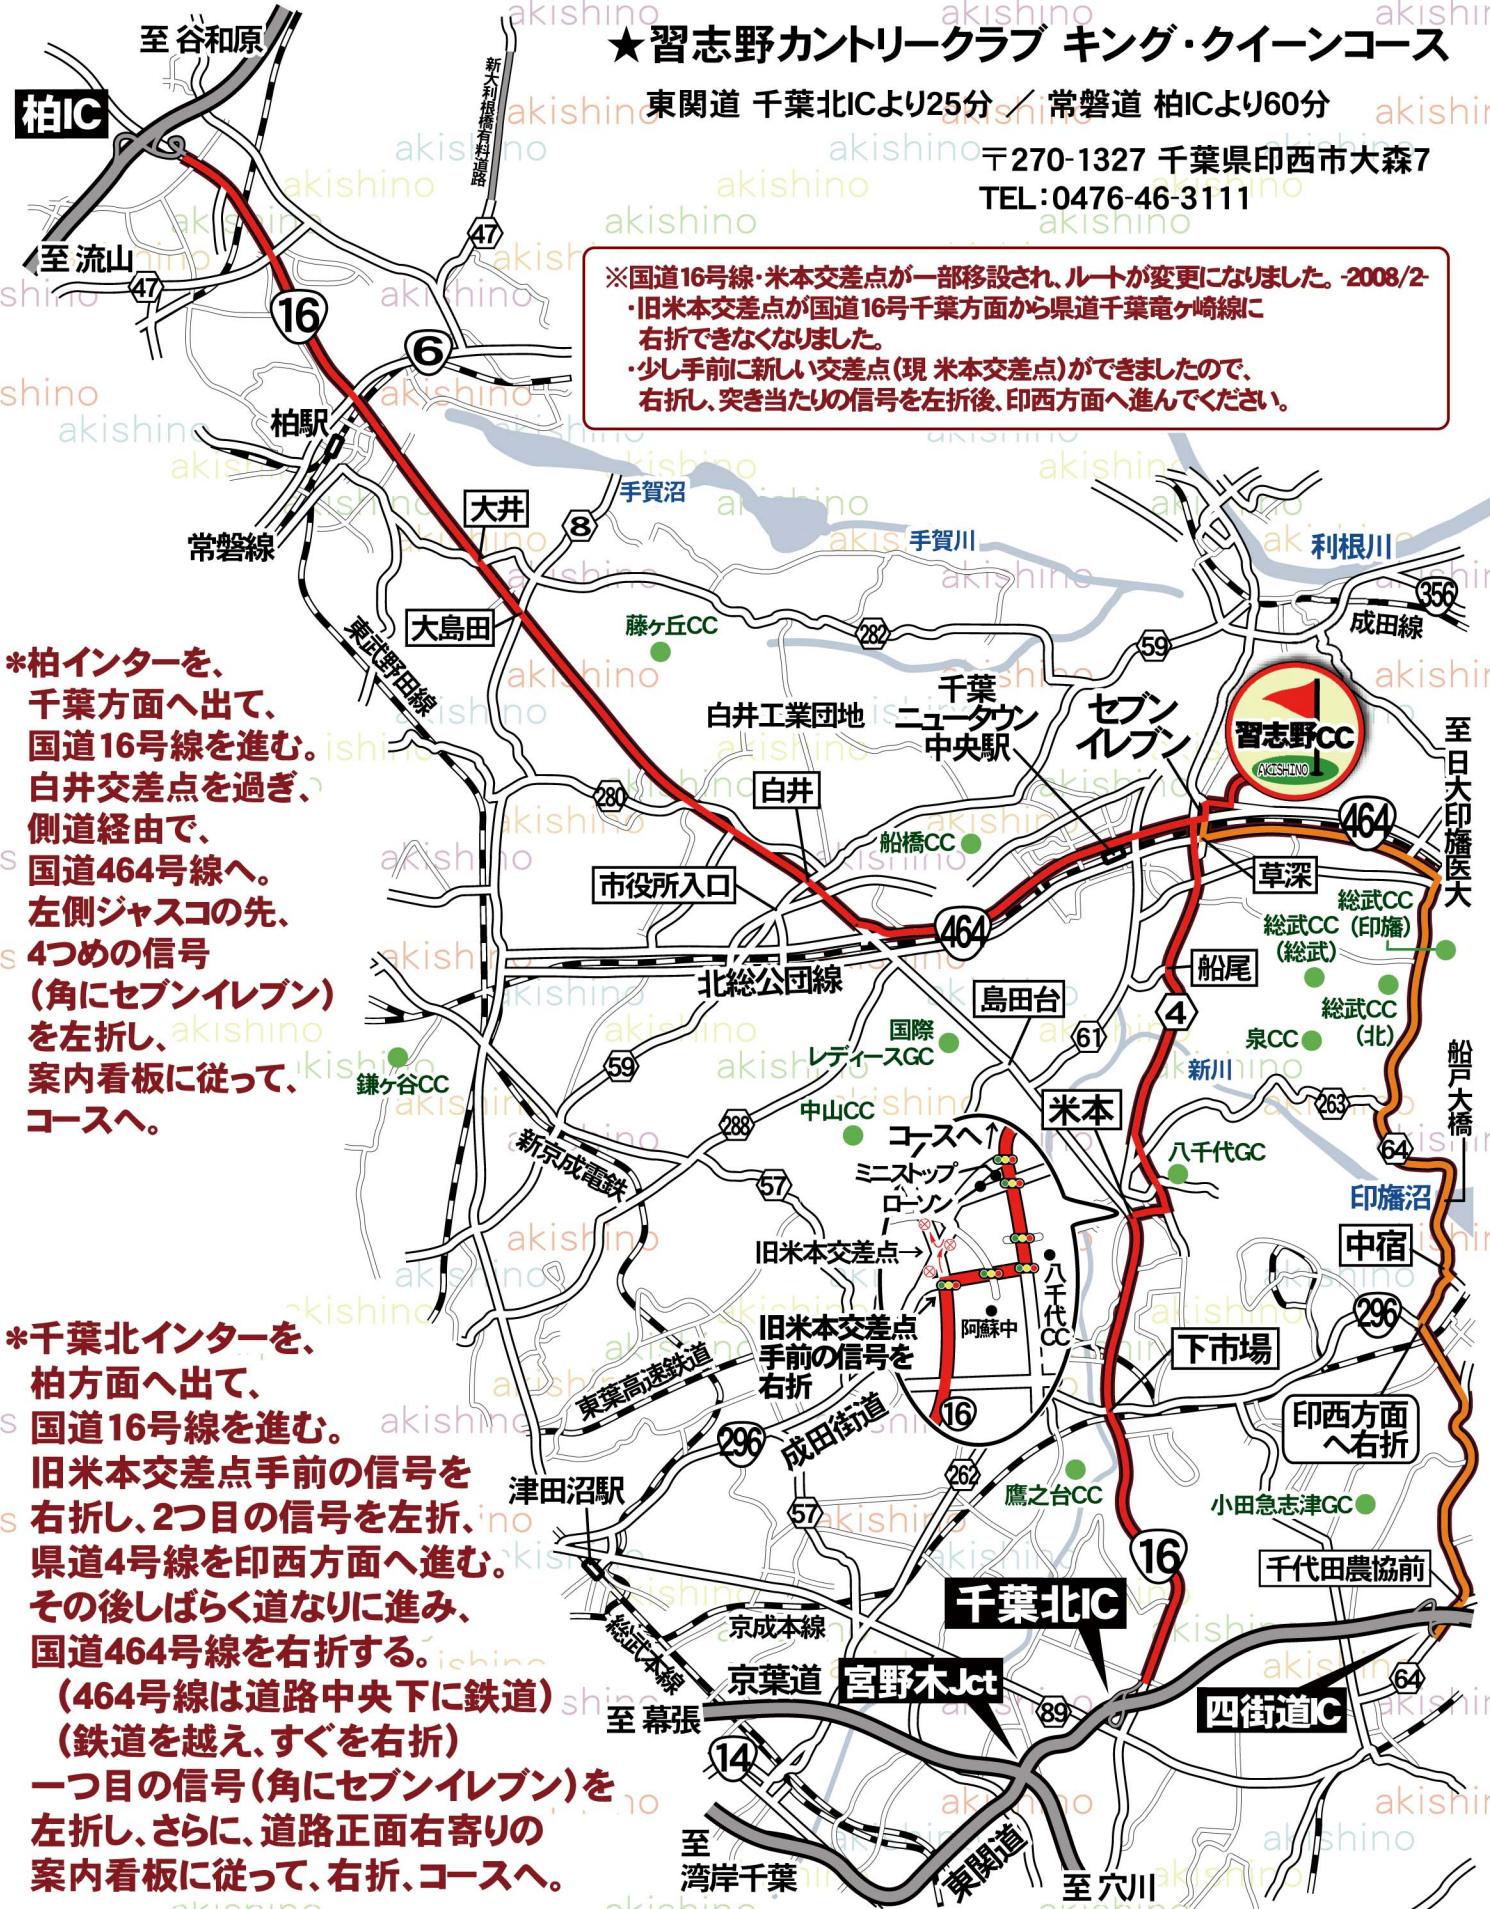 ★習志野カントリークラブ キング・クイーンコース
東関道 千葉北ICより25分 ／ 常磐道 柏ICより60分
〒270-1327 千葉県印西市大森7
TEL：0476-46-3111
※国道16号線・米本交差点が一部移設され、ルートが変更になりました。-2008/2-
・旧米本交差点が国道16号千葉方面から県道千葉竜ヶ崎線に
右折できなくなりました。
・少し手前に新しい交差点（現 米本交差点）ができましたので、
右折し、突き当たりの信号を左折後、印西方面へ進んでください。
至 谷和原
柏IC
新大利根橋有料道路
47
至 流山
47
16
6
柏駅
常磐線
大井
8
手賀沼
手賀川
利根川
356
成田線
大島田
藤ヶ丘CC
282
59
東武野田線
＊柏インターを、
千葉方面へ出て、
国道16号線を進む。
白井交差点を過ぎ、
側道経由で、
国道464号線へ。
左側ジャスコの先、
4つめの信号
（角にセブンイレブン）
を左折し、
案内看板に従って、
コースへ。
白井工業団地
千葉
ニュータウン
中央駅
セブン
イレブン
習志野CC
AKISHINO
至 日大印旛医大
280
白井
船橋CC
464
市役所入口
草深
総武CC
（印旛）
総武CC
（総武）
464
北総公団線
船尾
島田台
4
総武CC
（北）
国際
レディースGC
61
泉CC
新川
59
鎌ヶ谷CC
中山CC
米本
263
船戸大橋
288
コースへ↑
ミニストップ
ローソン
八千代GC
64
新京成電鉄
57
印旛沼
旧米本交差点→
中宿
八千代CC
阿蘇中
旧米本交差点
手前の信号を
右折
296
下市場
＊千葉北インターを、
柏方面へ出て、
国道16号線を進む。
旧米本交差点手前の信号を
右折し、2つ目の信号を左折、
県道4号線を印西方面へ進む。
その後しばらく道なりに進み、
国道464号線を右折する。
（464号線は道路中央下に鉄道）
（鉄道を越え、すぐを右折）
一つ目の信号（角にセブンイレブン）を
左折し、さらに、道路正面右寄りの
案内看板に従って、右折、コースへ。
東葉高速鉄道
16
印西方面
へ右折
296
成田街道
262
津田沼駅
57
鷹之台CC
小田急志津GC
16
千代田農協前
千葉北IC
総武本線
京成本線
京葉道
宮野木Jct
89
四街道IC
64
至 幕張
14
至
湾岸千葉
東関道
至 穴川